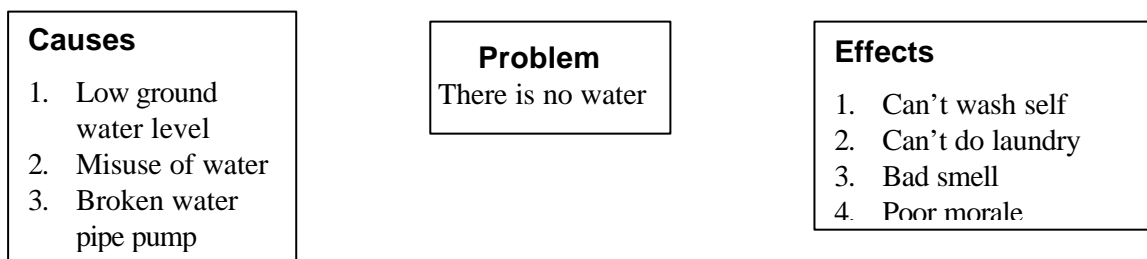 Causes
1. Low ground
water level
2. Misuse of water
3. Broken water
pipe pump
Problem
There is no water
Effects
1. Can't wash self
2. Can't do laundry
3. Bad smell
4. Poor morale